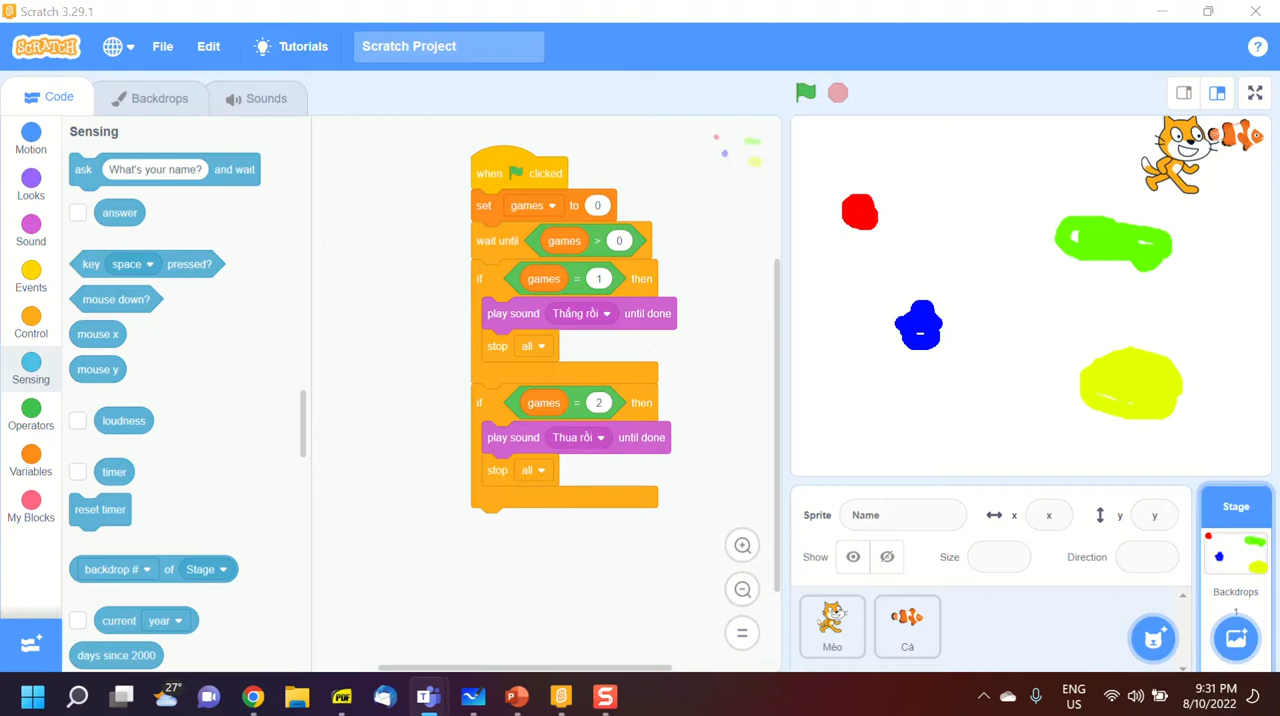 Scratch 3.29.1
SCRATCH
File
Edit
Tutorials
Scratch Project
?
Code
Backdrops
Sounds
Motion
Looks
Sound
Events
Control
Sensing
Operators
Variables
My Blocks
Sensing
ask What's your name? and wait
answer
key space pressed?
mouse down?
mouse x
mouse y
loudness
timer
reset timer
backdrop # of Stage
current year
days since 2000
when clicked
set games to 0
wait until games > 0
if games = 1 then
play sound Thắng rồi until done
stop all
if games = 2 then
play sound Thua rồi until done
stop all
Sprite Name x x y y
Show Size Direction
Mèo
Cá
Stage
Backdrops
1
27°
ENG
US
9:31 PM
8/10/2022